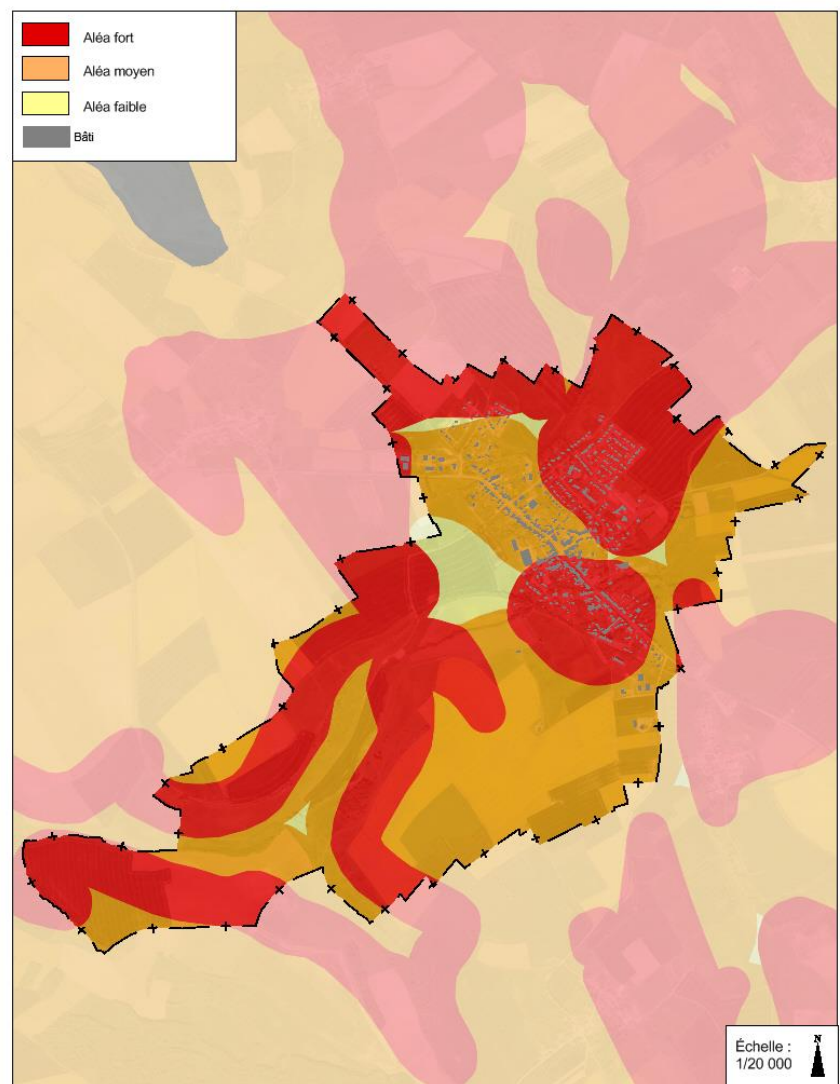 Aléa fort
Aléa moyen
Aléa faible
Bâti
Échelle :
1/20 000
N